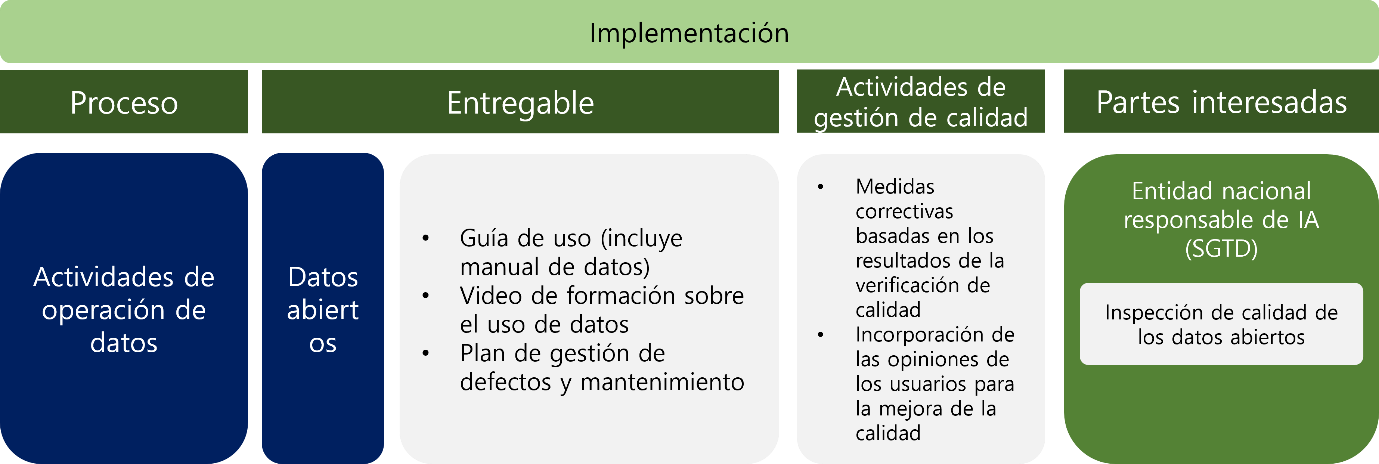 Implementación
Proceso
Entregable
Actividades de
gestión de calidad
Partes interesadas
Actividades de
operación de
datos
Datos
abiert
os
• Guía de uso (incluye
manual de datos)
• Video de formación sobre
el uso de datos
• Plan de gestión de
defectos y mantenimiento
• Medidas
correctivas
basadas en los
resultados de la
verificación de
calidad
• Incorporación de
las opiniones de
los usuarios para
la mejora de la
calidad
Entidad nacional
responsable de IA
(SGTD)
Inspección de calidad de
los datos abiertos